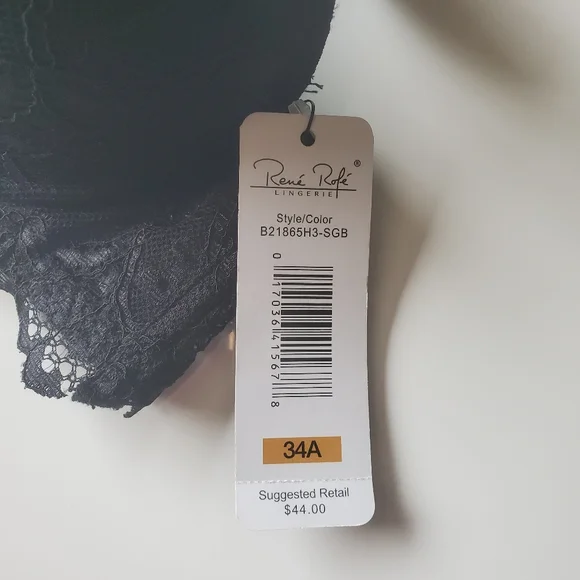 René Rofé ®
LINGERIE
Style/Color
B21865H3-SGB
0 17036 41567 8
34A
Suggested Retail
$44.00